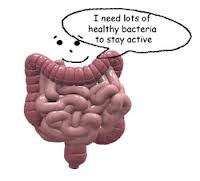 I need lots of
healthy bacteria
to stay active